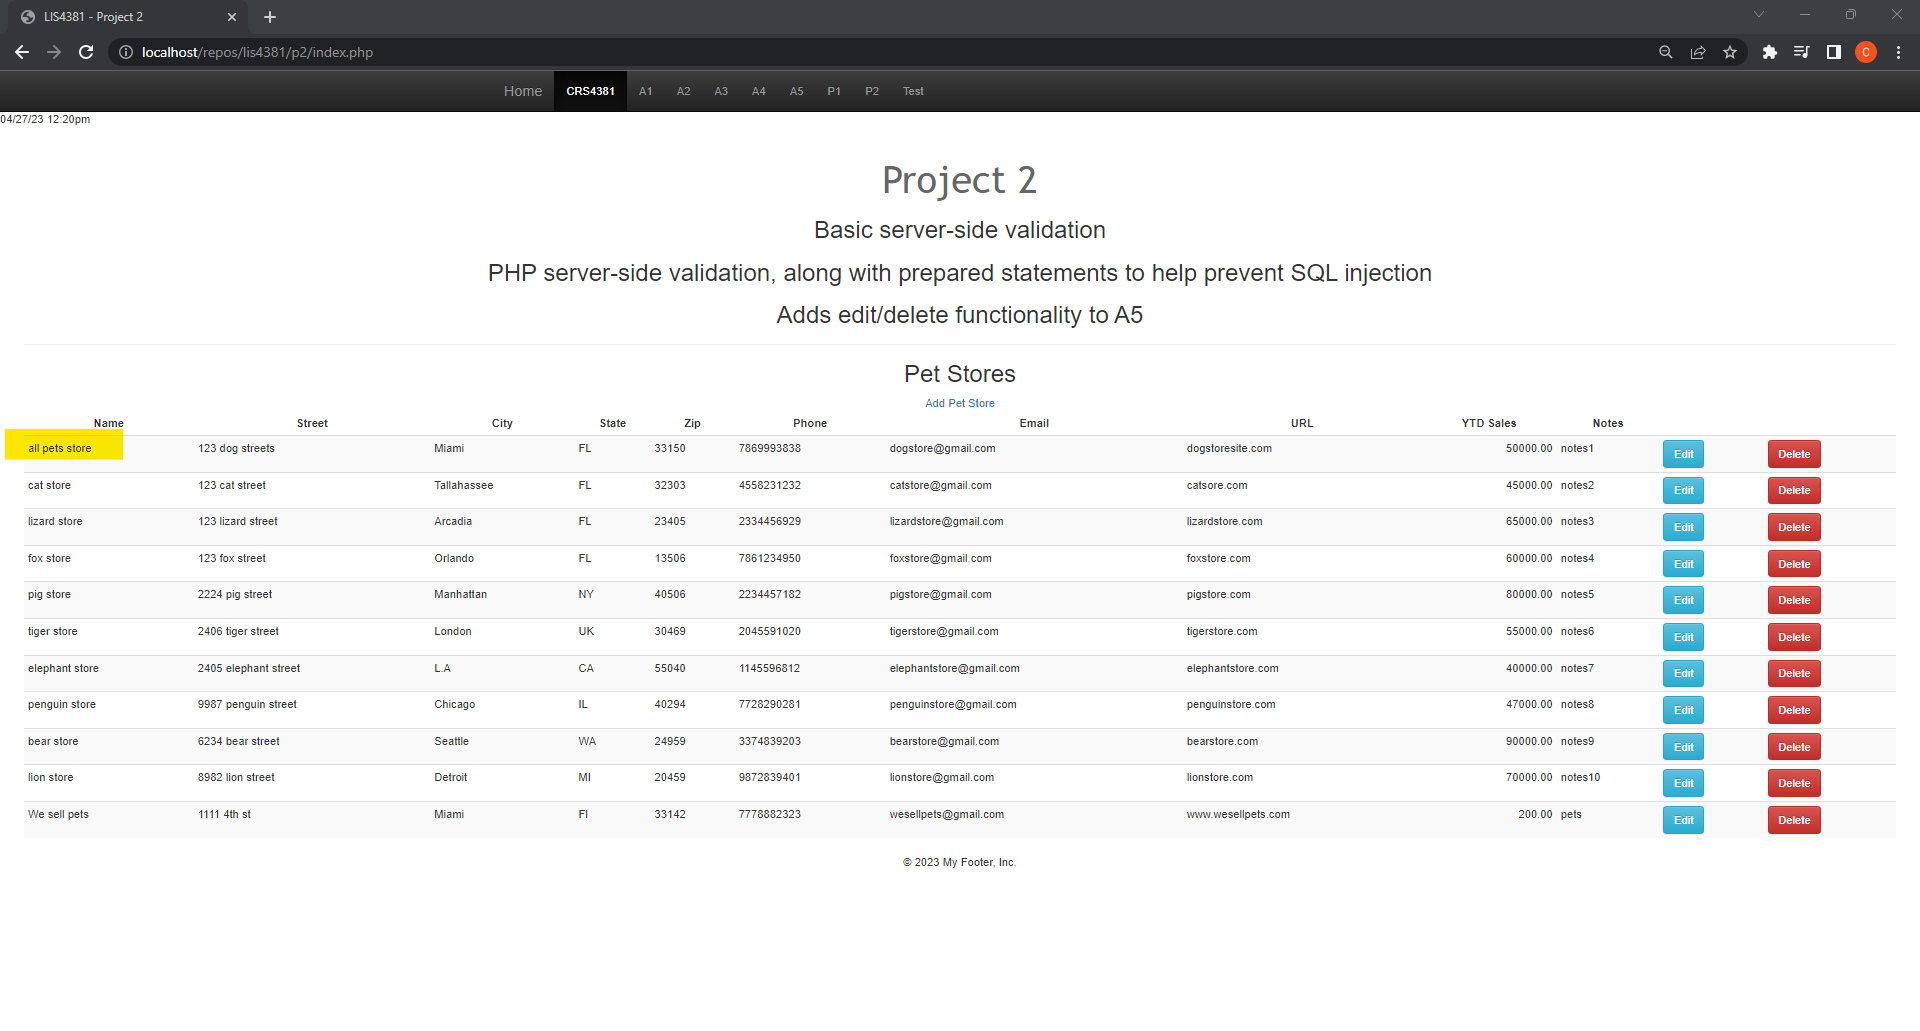 LIS4381 - Project 2
localhost/repos/lis4381/p2/index.php
C
Home CRS4381 A1 A2 A3 A4 A5 P1 P2 Test
04/27/23 12:20pm
Project 2
Basic server-side validation
PHP server-side validation, along with prepared statements to help prevent SQL injection
Adds edit/delete functionality to A5
Pet Stores
Add Pet Store
Name Street City State Zip Phone Email URL YTD Sales Notes
all pets store 123 dog streets Miami FL 33150 7869993838 dogstore@gmail.com dogstoresite.com 50000.00 notes1 Edit Delete
cat store 123 cat street Tallahassee FL 32303 4558231232 catstore@gmail.com catsore.com 45000.00 notes2 Edit Delete
lizard store 123 lizard street Arcadia FL 23405 2334456929 lizardstore@gmail.com lizardstore.com 65000.00 notes3 Edit Delete
fox store 123 fox street Orlando FL 13506 7861234950 foxstore@gmail.com foxstore.com 60000.00 notes4 Edit Delete
pig store 2224 pig street Manhattan NY 40506 2234457182 pigstore@gmail.com pigstore.com 80000.00 notes5 Edit Delete
tiger store 2406 tiger street London UK 30469 2045591020 tigerstore@gmail.com tigerstore.com 55000.00 notes6 Edit Delete
elephant store 2405 elephant street L.A CA 55040 1145596812 elephantstore@gmail.com elephantstore.com 40000.00 notes7 Edit Delete
penguin store 9987 penguin street Chicago IL 40294 7728290281 penguinstore@gmail.com penguinstore.com 47000.00 notes8 Edit Delete
bear store 6234 bear street Seattle WA 24959 3374839203 bearstore@gmail.com bearstore.com 90000.00 notes9 Edit Delete
lion store 8982 lion street Detroit MI 20459 9872839401 lionstore@gmail.com lionstore.com 70000.00 notes10 Edit Delete
We sell pets 1111 4th st Miami Fl 33142 7778882323 wesellpets@gmail.com www.wesellpets.com 200.00 pets Edit Delete
© 2023 My Footer, Inc.